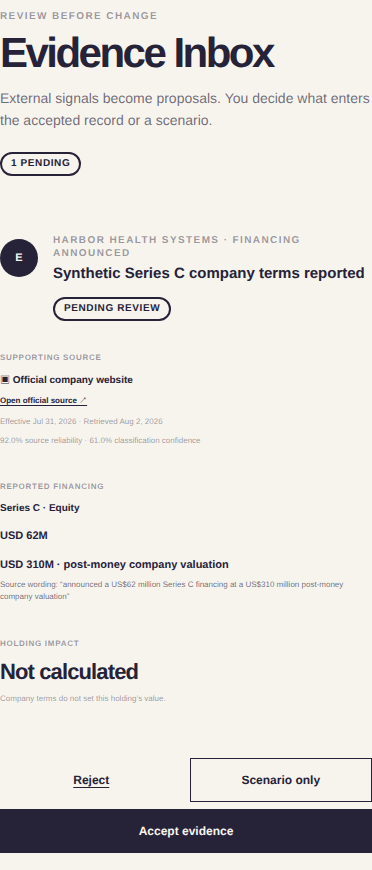 REVIEW BEFORE CHANGE
Evidence Inbox
External signals become proposals. You decide what enters
the accepted record or a scenario.
1 PENDING
E
HARBOR HEALTH SYSTEMS · FINANCING
ANNOUNCED
Synthetic Series C company terms reported
PENDING REVIEW
SUPPORTING SOURCE
▣ Official company website
Open official source ↗
Effective Jul 31, 2026 · Retrieved Aug 2, 2026
92.0% source reliability · 61.0% classification confidence
REPORTED FINANCING
Series C · Equity
USD 62M
USD 310M · post-money company valuation
Source wording: “announced a US$62 million Series C financing at a US$310 million post-money
company valuation”
HOLDING IMPACT
Not calculated
Company terms do not set this holding's value.
Reject
Scenario only
Accept evidence